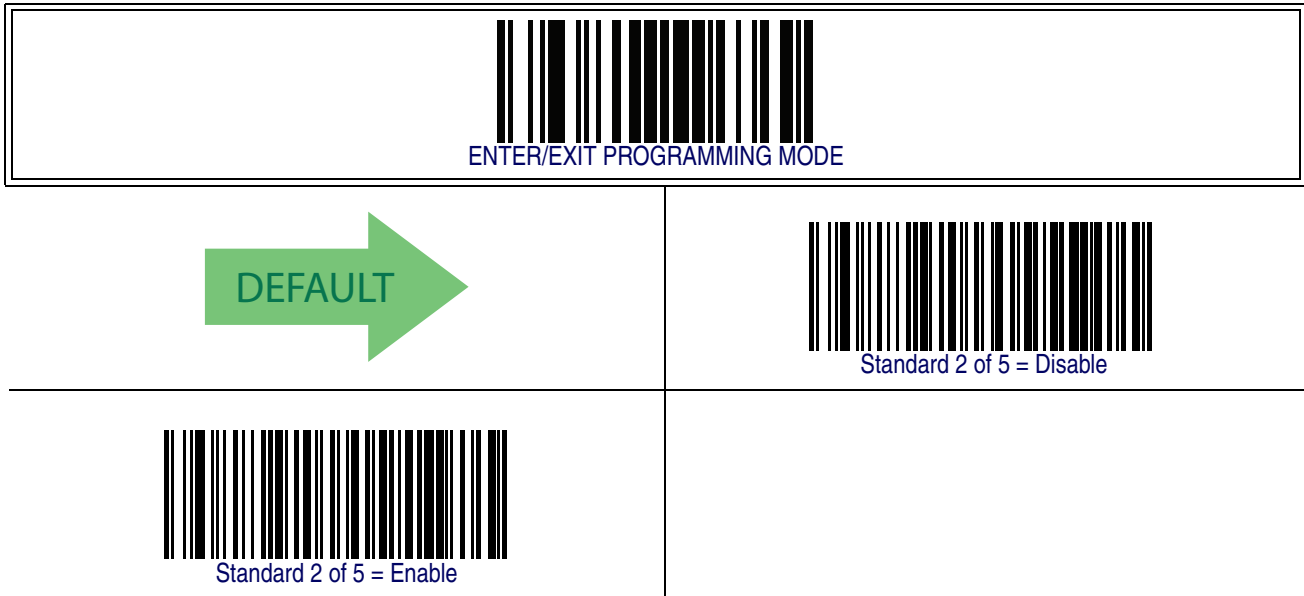 ENTER/EXIT PROGRAMMING MODE
DEFAULT
Standard 2 of 5 = Disable
Standard 2 of 5 = Enable